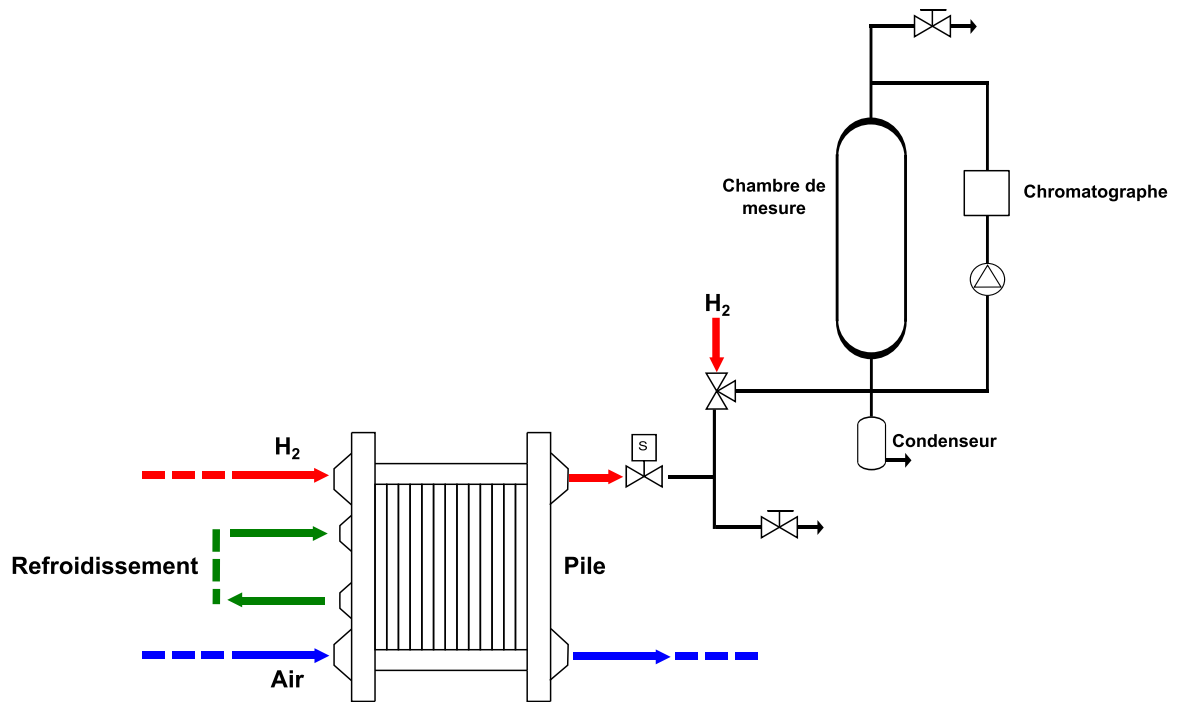 Chambre de
mesure
Chromatographe
H₂
Condenseur
S
H₂
Refroidissement
Pile
Air